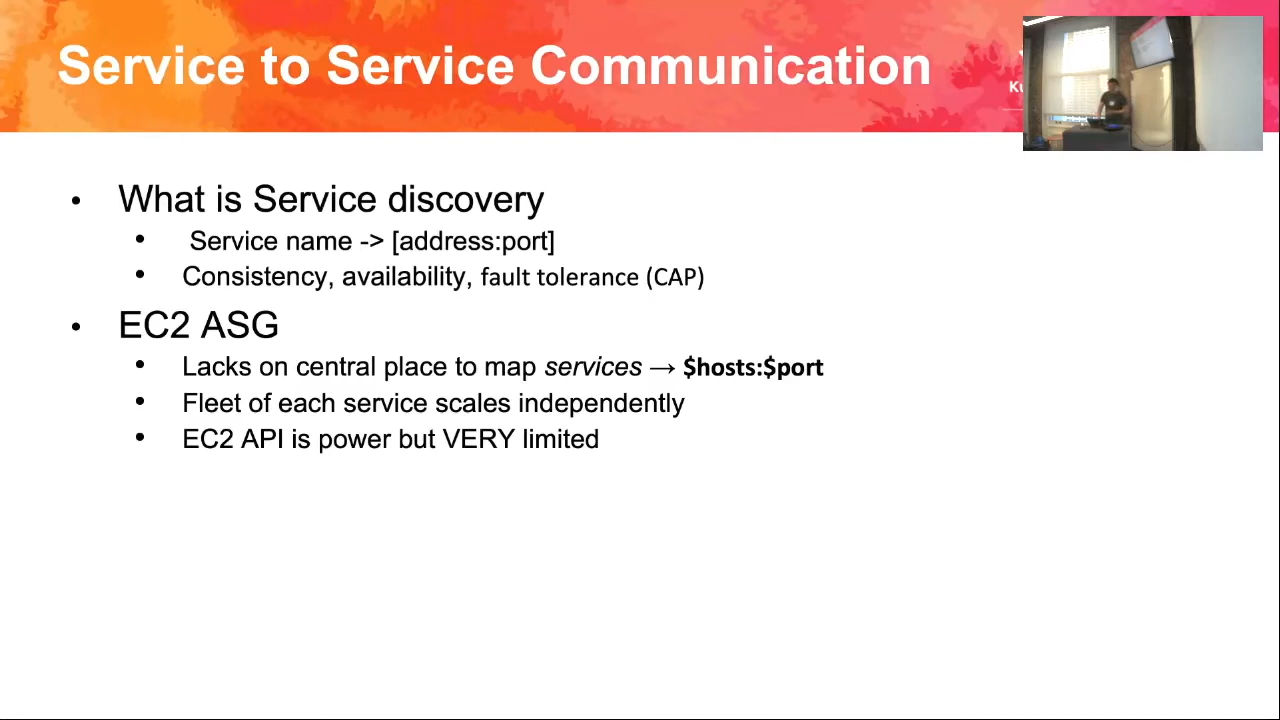 Service to Service Communication
• What is Service discovery
• Service name -> [address:port]
• Consistency, availability, fault tolerance (CAP)
• EC2 ASG
• Lacks on central place to map services → $hosts:$port
• Fleet of each service scales independently
• EC2 API is power but VERY limited